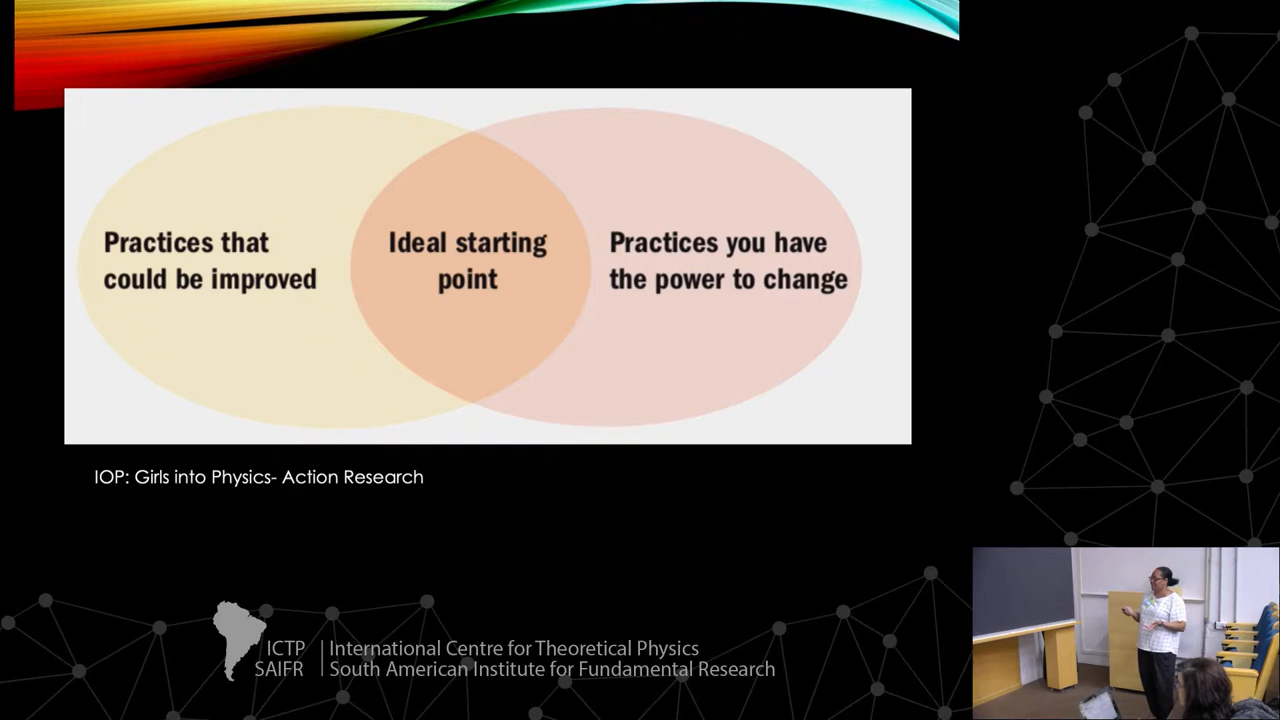 Practices that
could be improved
Ideal starting
point
Practices you have
the power to change
IOP: Girls into Physics- Action Research
ICTP
SAIFR
International Centre for Theoretical Physics
South American Institute for Fundamental Research